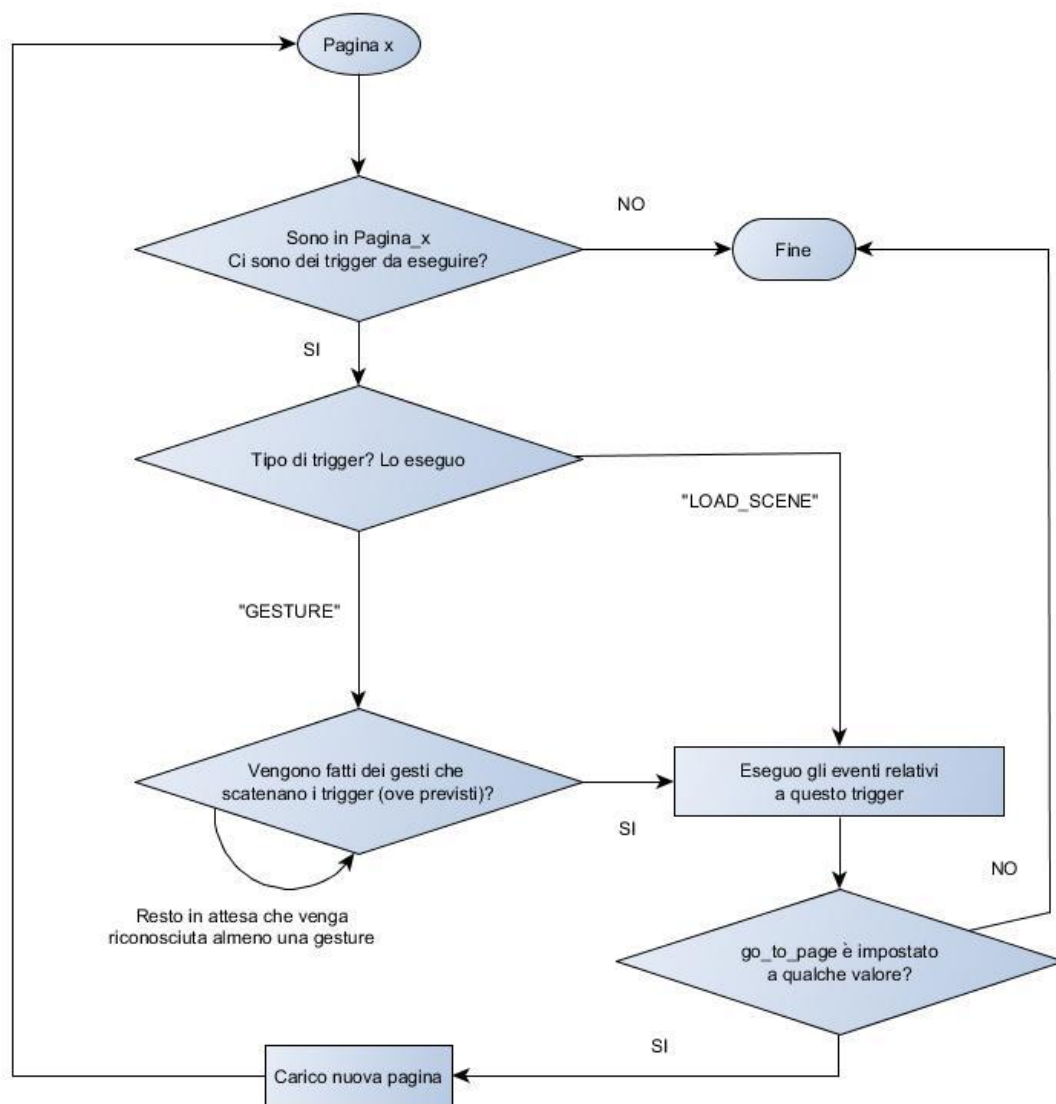 Pagina x
Sono in Pagina_x
Ci sono dei trigger da eseguire?
NO
Fine
SI
Tipo di trigger? Lo eseguo
"LOAD_SCENE"
"GESTURE"
Vengono fatti dei gesti che
scatenano i trigger (ove previsti)?
SI
Eseguo gli eventi relativi
a questo trigger
Resto in attesa che venga
riconosciuta almeno una gesture
NO
go_to_page è impostato
a qualche valore?
SI
Carico nuova pagina